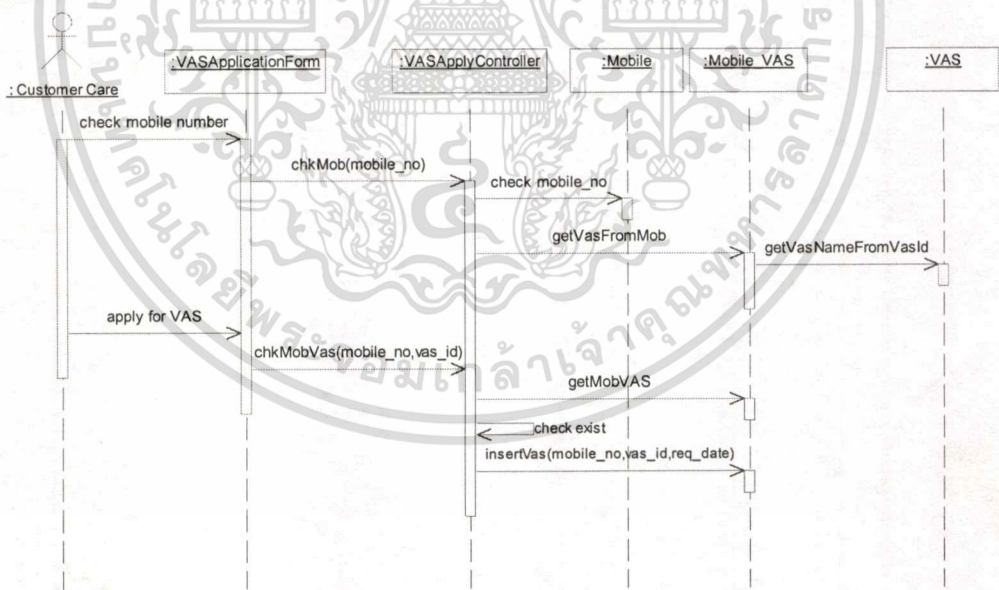 : Customer Care
:VASApplicationForm
:VASApplyController
:Mobile
:Mobile_VAS
:VAS
check mobile number
chkMob(mobile_no)
check mobile_no
getVasFromMob
getVasNameFromVasId
apply for VAS
chkMobVas(mobile_no,vas_id)
getMobVAS
check exist
insertVas(mobile_no,vas_id,req_date)